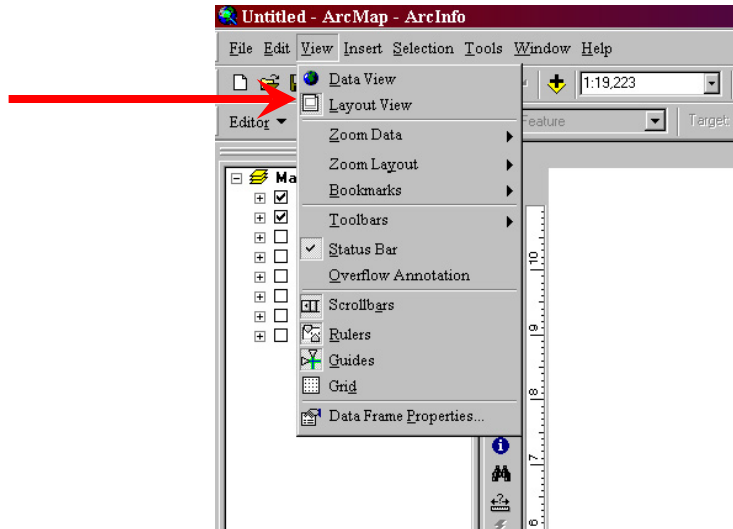 Untitled - ArcMap - ArcInfo
File Edit View Insert Selection Tools Window Help
1:19,223
Editor Feature Target:
Data View
Layout View
Zoom Data
Zoom Layout
Bookmarks
Toolbars
Status Bar
Overflow Annotation
Scrollbars
Rulers
Guides
Grid
Data Frame Properties...
Ma
10
9
8
7
6